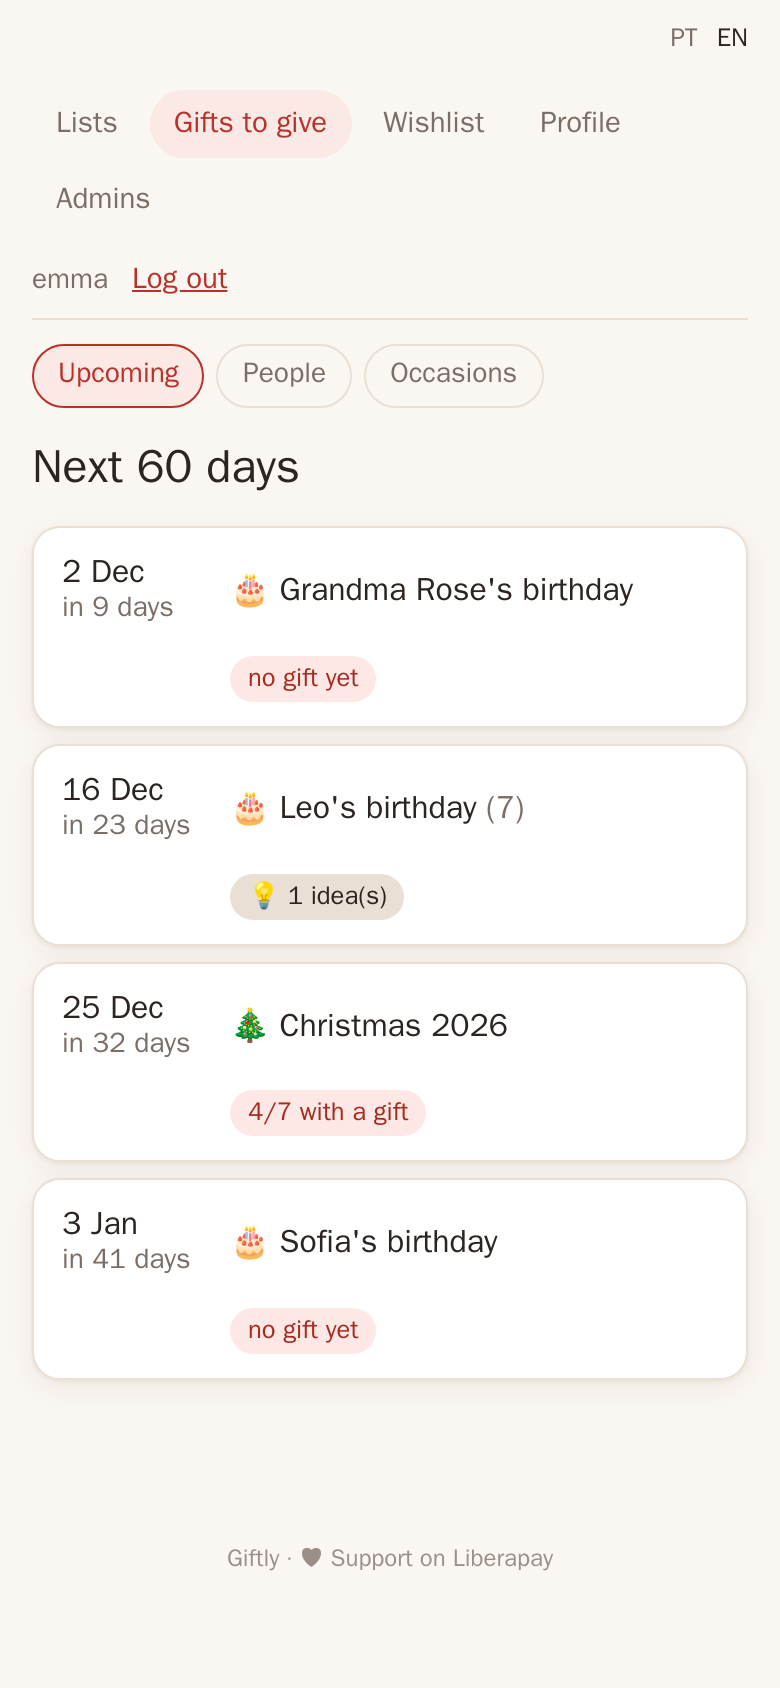 PT EN
Lists Gifts to give Wishlist Profile
Admins
emma Log out
Upcoming People Occasions
Next 60 days
2 Dec
in 9 days
🎂 Grandma Rose's birthday
no gift yet
16 Dec
in 23 days
🎂 Leo's birthday (7)
💡 1 idea(s)
25 Dec
in 32 days
🎄 Christmas 2026
4/7 with a gift
3 Jan
in 41 days
🎂 Sofia's birthday
no gift yet
Giftly · ♥ Support on Liberapay